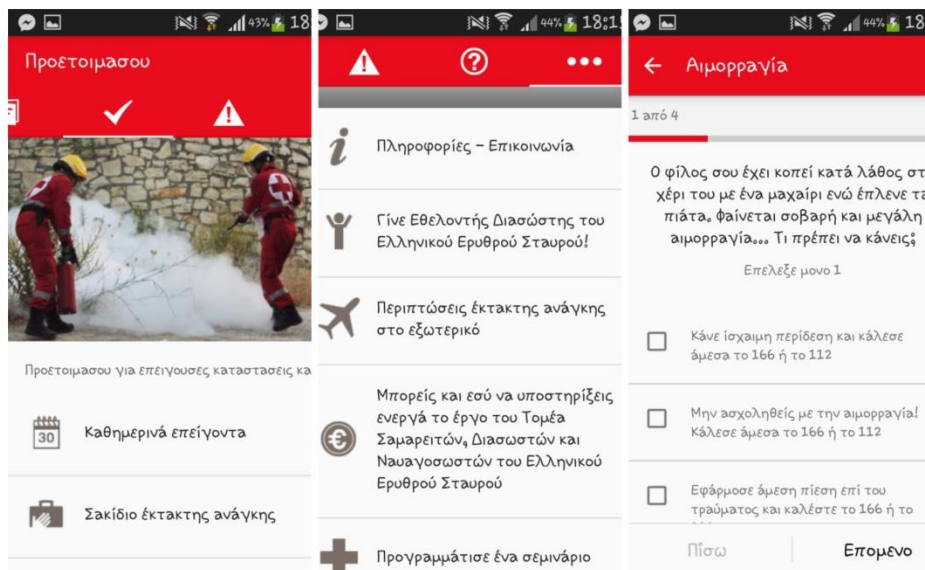 43% 18
Προετοιμασου
Προετοιμασου για επειγουσες καταστασεις κα
30
Καθημερινά επείγοντα
Σακίδιο έκτακτης ανάγκης
44% 18:15
Πληροφορίες – Επικοινωνία
Γίνε Εθελοντής Διασώστης του
Ελληνικού Ερυθρού Σταυρού!
Περιπτώσεις έκτακτης ανάγκης
στο εξωτερικό
Μπορείς και εσύ να υποστηρίξεις
ενεργά το έργο του Τομέα
Σαμαρειτών, Διασωστών και
Ναυαγοσωστών του Ελληνικού
Ερυθρού Σταυρού
Προγραμμάτισε ένα σεμινάριο
44% 18
Αιμορραγία
1 από 4
Ο φίλος σου έχει κοπεί κατά λάθος στ
χέρι του με ένα μαχαίρι ενώ έπλενε τα
πιάτα. Φαίνεται σοβαρή και μεγάλη
αιμορραγία... Τι πρέπει να κάνεις;
Επελεξε μονο 1
Κάνε ίσχαιμη περίδεση και κάλεσε
άμεσα το 166 ή το 112
Μην ασχοληθείς με την αιμορραγία!
Κάλεσε άμεσα το 166 ή το 112
Εφάρμοσε άμεση πίεση επί του
τραύματος και καλέστε το 166 ή το
Πίσω
Επομενο